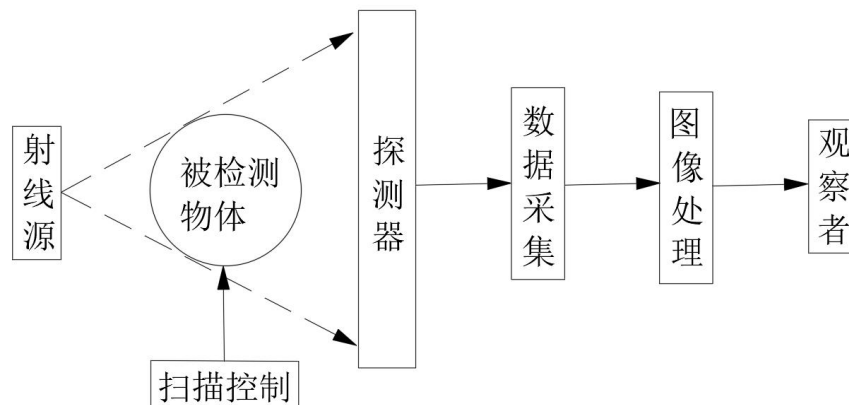 射线源
被检测
物体
扫描控制
探测器
数据采集
图像处理
观察者